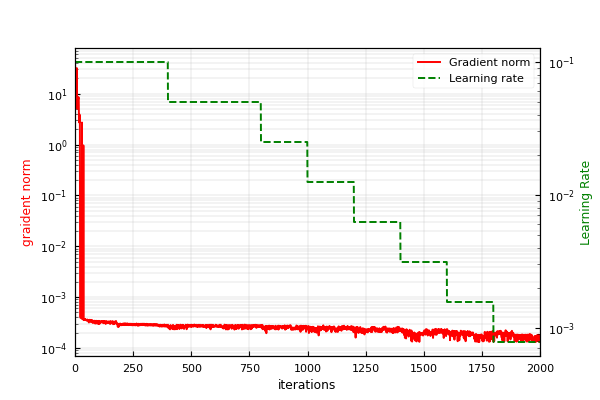 Gradient norm
Learning rate
10^1
10^0
10^-1
10^-2
10^-3
10^-4
graident norm
10^-1
10^-2
10^-3
Learning Rate
0 250 500 750 1000 1250 1500 1750 2000
iterations